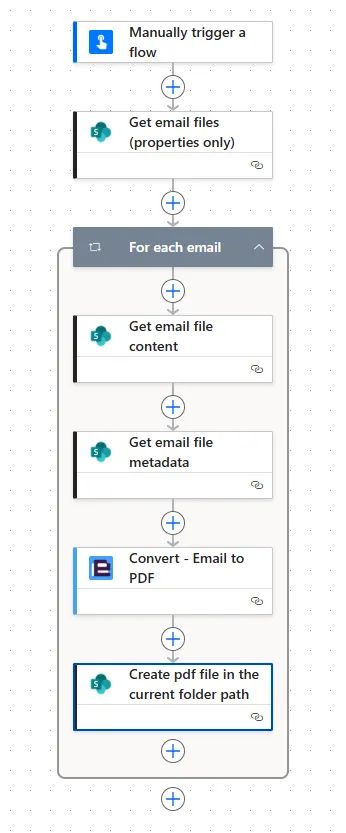 Manually trigger a
flow
Get email files
(properties only)
For each email
Get email file
content
Get email file
metadata
Convert - Email to
PDF
Create pdf file in the
current folder path